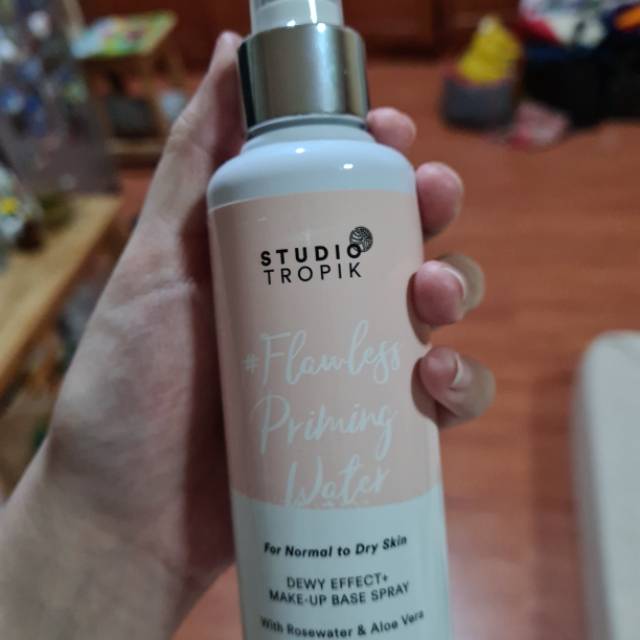 STUDIO
TROPIK
#Flawless
Priming
Water
For Normal to Dry Skin
DEWY EFFECT+
MAKE-UP BASE SPRAY
With Rosewater & Aloe Vera